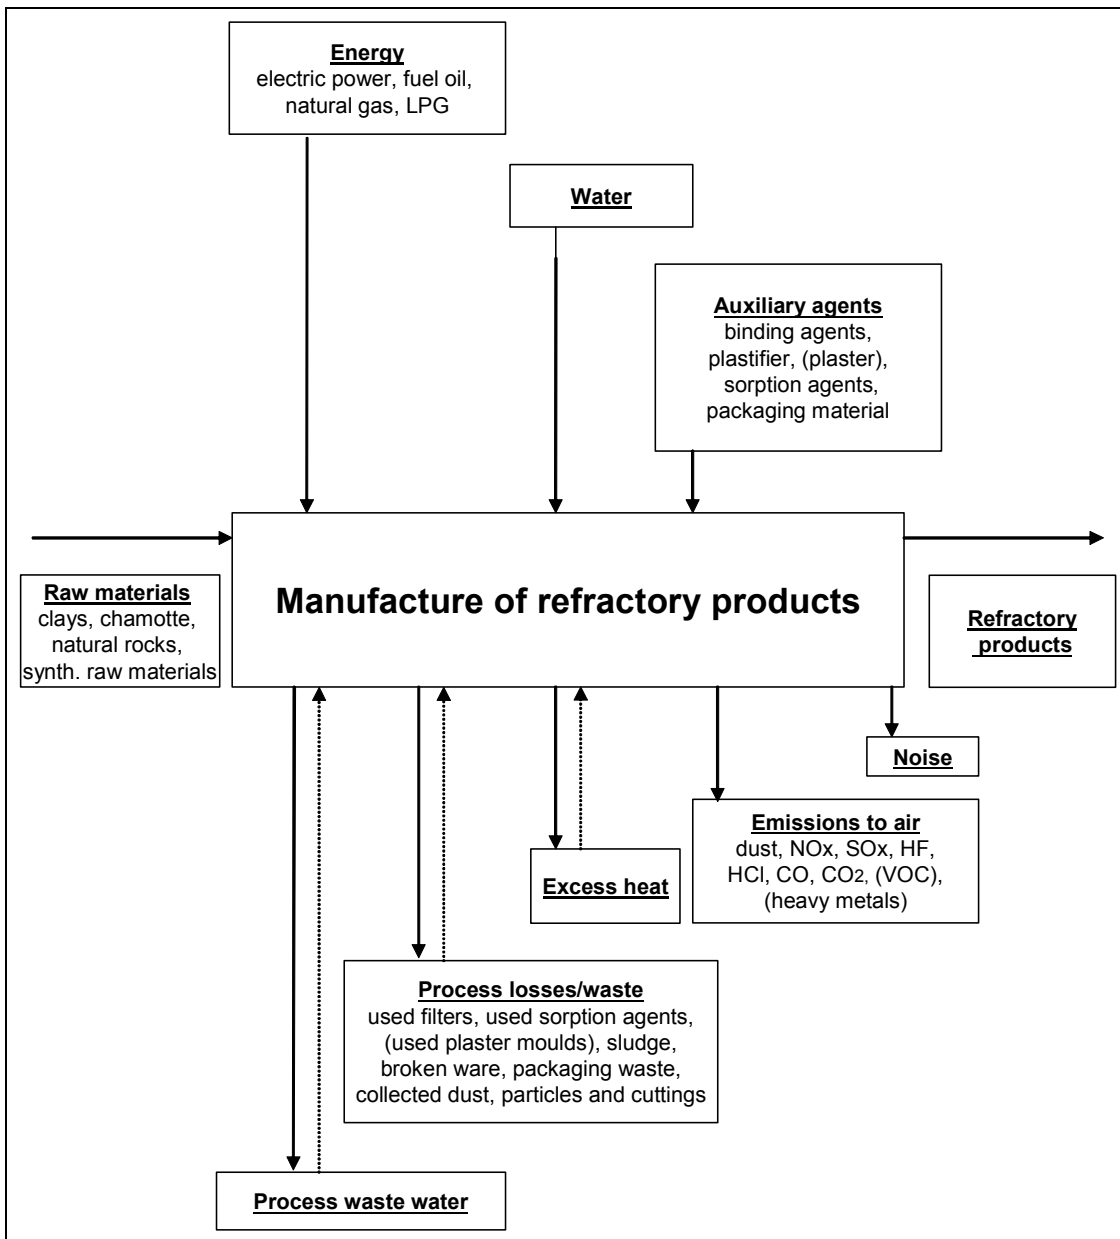 Energy
electric power, fuel oil,
natural gas, LPG
Water
Auxiliary agents
binding agents,
plastifier, (plaster),
sorption agents,
packaging material
Raw materials
clays, chamotte,
natural rocks,
synth. raw materials
Manufacture of refractory products
Refractory
products
Noise
Emissions to air
dust, NOx, SOx, HF,
HCl, CO, CO2, (VOC),
(heavy metals)
Excess heat
Process losses/waste
used filters, used sorption agents,
(used plaster moulds), sludge,
broken ware, packaging waste,
collected dust, particles and cuttings
Process waste water